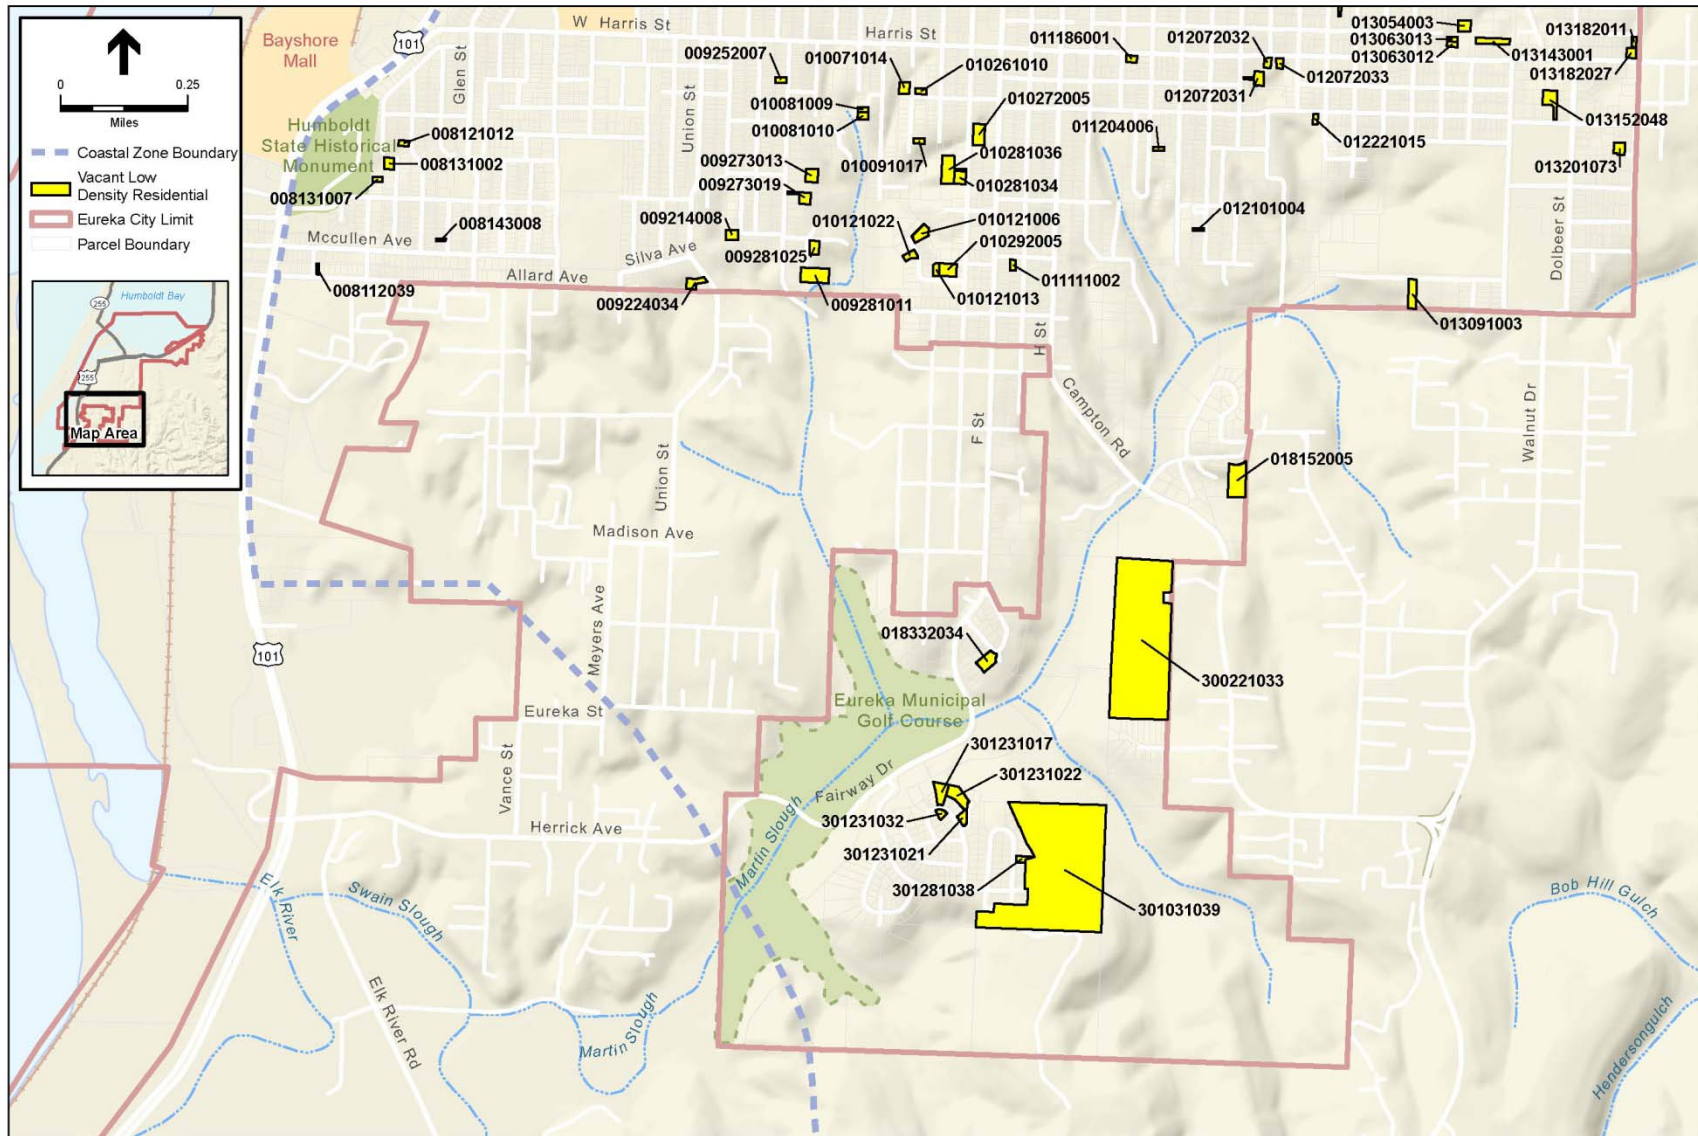 0
0.25
Miles
Coastal Zone Boundary
Vacant Low
Density Residential
Eureka City Limit
Parcel Boundary
Humboldt Bay
255
255
Map Area
Bayshore
Mall
101
W Harris St
Harris St
Glen St
Union St
Humboldt
State Historical
Monument
009252007
010071014
010261010
011186001
012072032
012072033
012072031
013054003
013063013
013063012
013143001
013182011
013182027
013152048
013201073
012221015
008121012
008131002
008131007
008143008
008112039
010081009
010081010
010272005
010091017
010281036
010281034
011204006
009273013
009273019
009214008
009281025
010121022
010121006
010292005
012101004
009224034
009281011
010121013
011111002
013091003
Mccullen Ave
Silva Ave
Allard Ave
Dolbeer St
H St
Campton Rd
F St
Walnut Dr
018152005
Union St
Madison Ave
Meyers Ave
101
018332034
300221033
Eureka Municipal
Golf Course
Eureka St
Vance St
Fairway Dr
301231017
301231022
301231032
301231021
301281038
301031039
Herrick Ave
Martin Slough
Elk River
Swain Slough
Elk River Rd
Martin Slough
Bob Hill Gulch
Hendersongulch